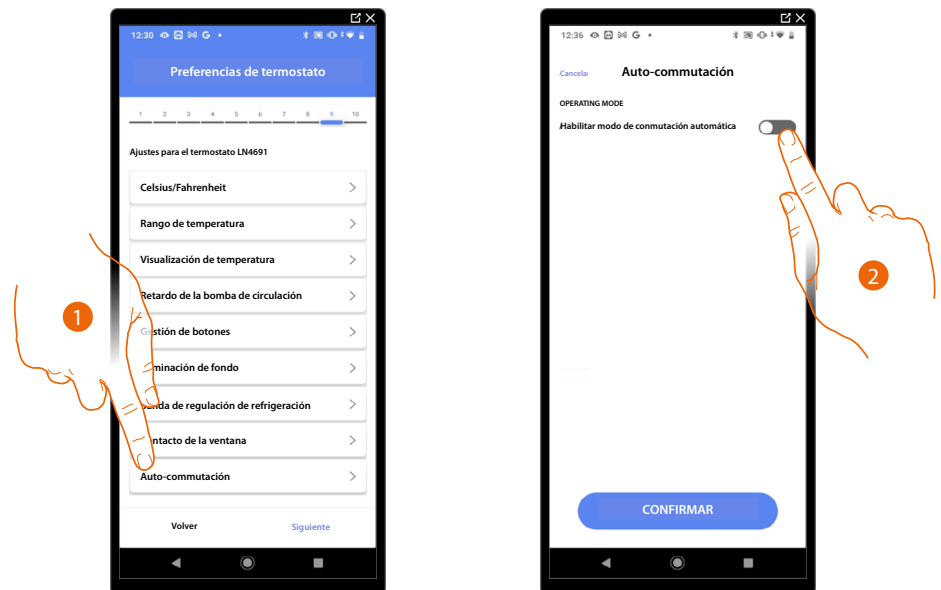 12:30 G
Preferencias de termostato
1 2 3 4 5 6 7 8 9 10
Ajustes para el termostato LN4691
Celsius/Fahrenheit
Rango de temperatura
Visualización de temperatura
Retardo de la bomba de circulación
Gestión de botones
minación de fondo
anda de regulación de refrigeración
ntacto de la ventana
Auto-commutación
Volver
Siguiente
1
12:36 G
Cancela
Auto-commutación
OPERATING MODE
Habilitar modo de conmutación automática
CONFIRMAR
2